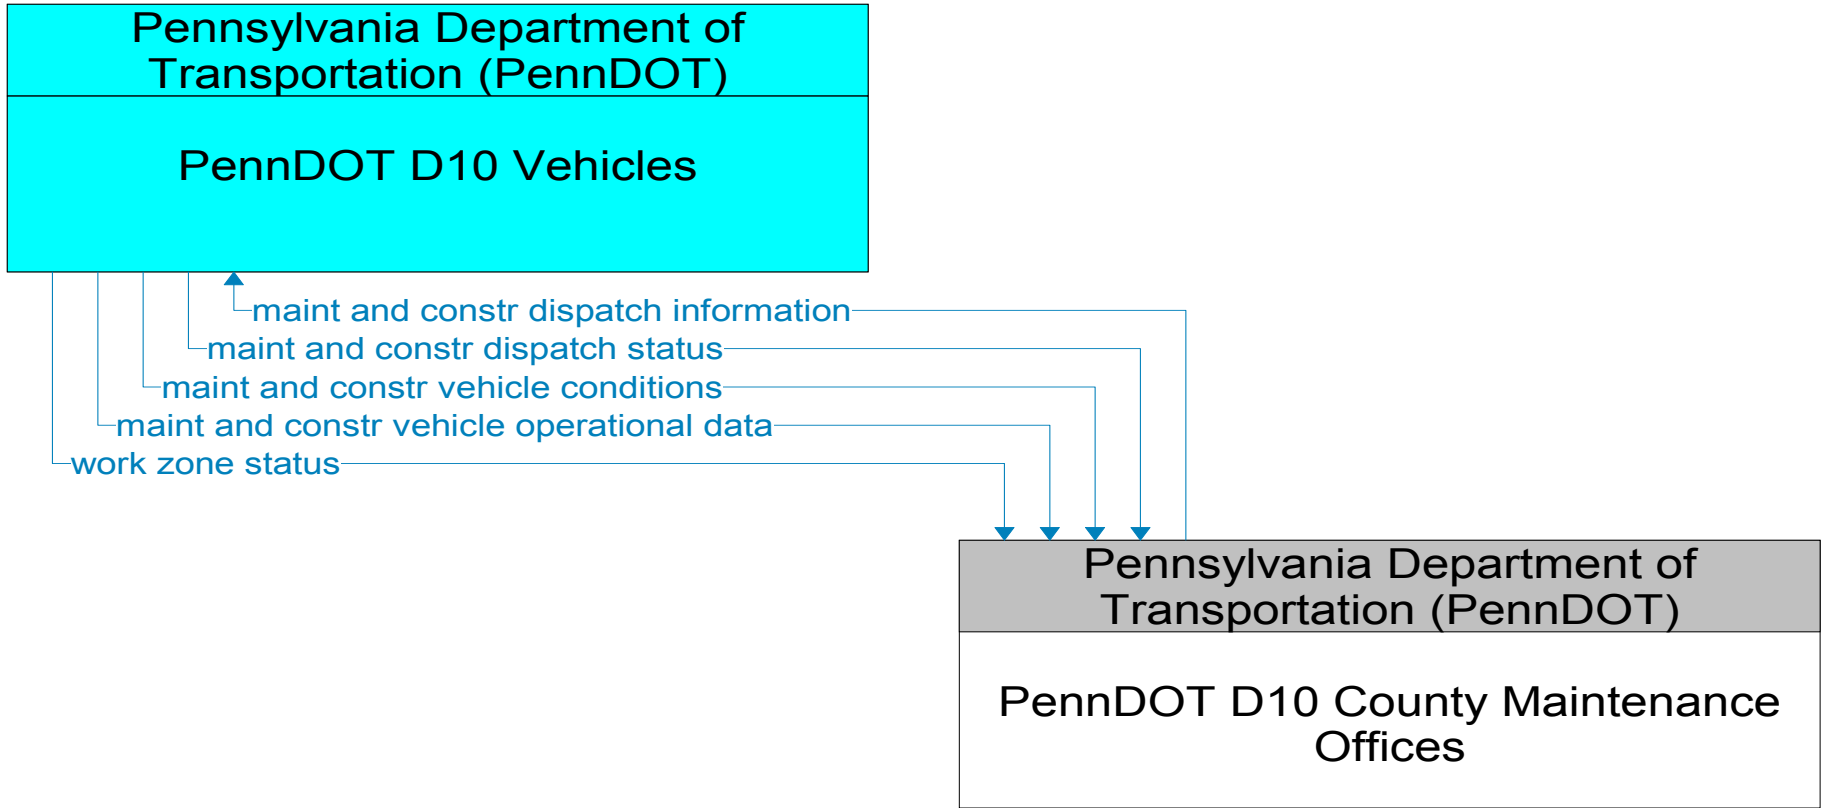 Pennsylvania Department of
Transportation (PennDOT)
PennDOT D10 Vehicles
maint and constr dispatch information
maint and constr dispatch status
maint and constr vehicle conditions
maint and constr vehicle operational data
work zone status
Pennsylvania Department of
Transportation (PennDOT)
PennDOT D10 County Maintenance
Offices